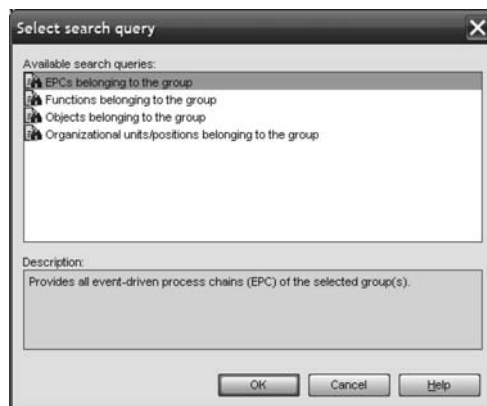 Select search query
Available search queries:
EPCs belonging to the group
Functions belonging to the group
Objects belonging to the group
Organizational units/positions belonging to the group
Description:
Provides all event-driven process chains (EPC) of the selected group(s).
OK Cancel Help